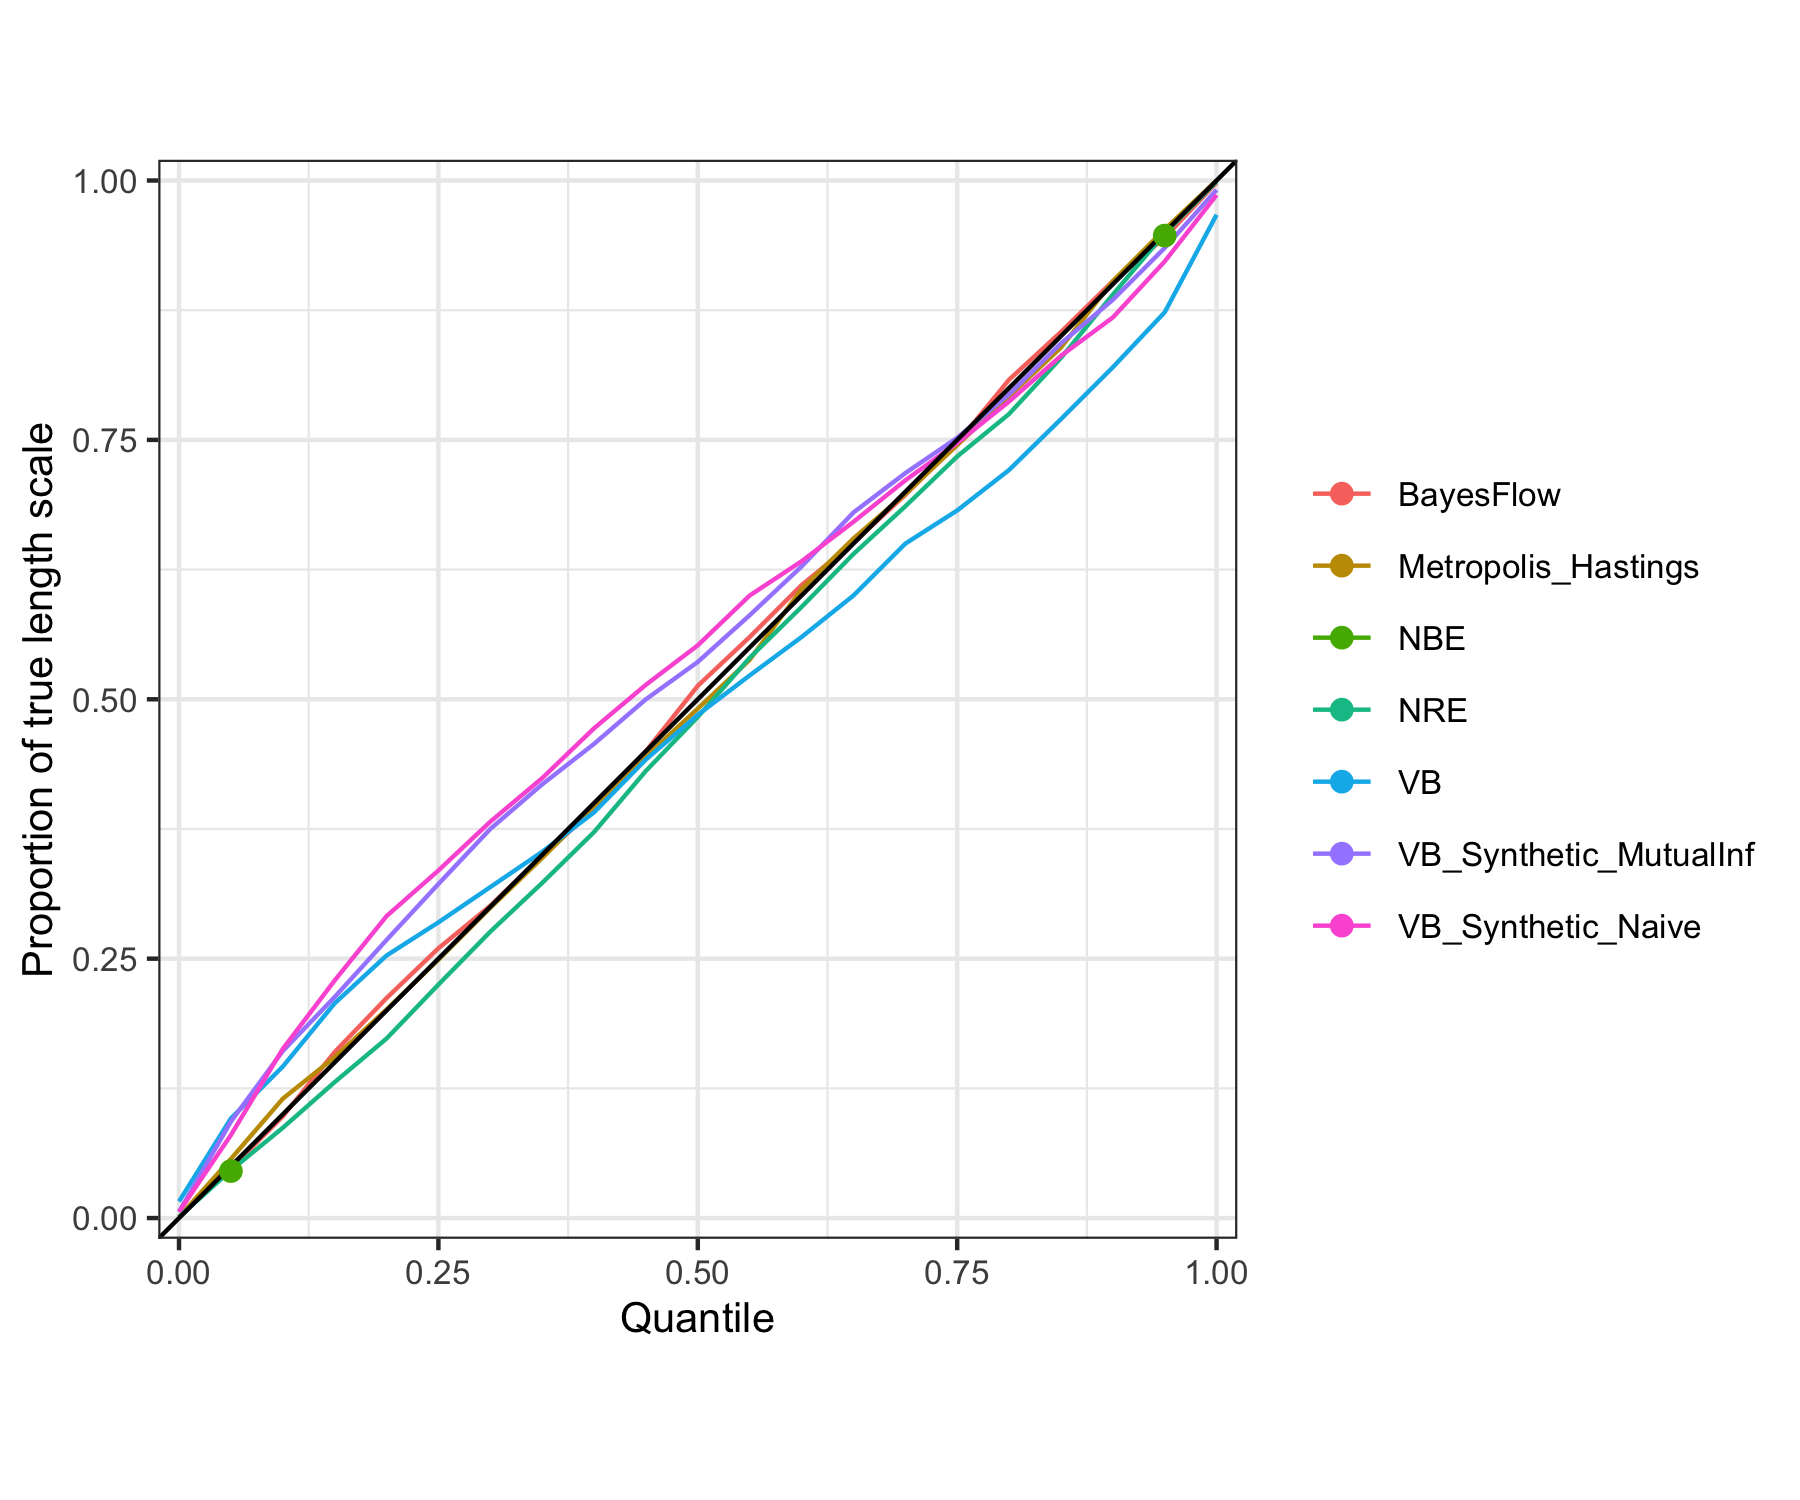 1.00
0.75
0.50
0.25
0.00
Proportion of true length scale
0.00 0.25 0.50 0.75 1.00
Quantile
BayesFlow
Metropolis_Hastings
NBE
NRE
VB
VB_Synthetic_MutualInf
VB_Synthetic_Naive